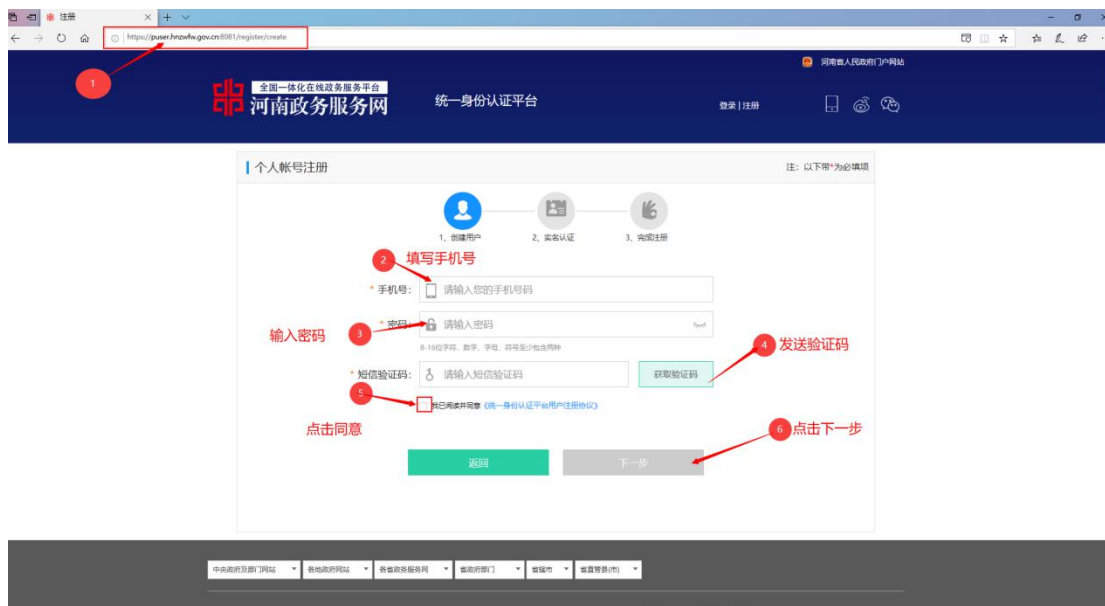 注册
https://puser.hnzwfw.gov.cn:8081/register/create
1
河南省人民政府门户网站
全国一体化在线政务服务平台
河南政务服务网
统一身份认证平台
登录 | 注册
个人帐号注册
注：以下带*为必填项
1、创建用户
2、实名认证
3、完成注册
2
填写手机号
* 手机号：
请输入您的手机号码
输入密码
3
* 密码：
请输入密码
8-16位字符，数字、字母、符号至少包含两种
4
发送验证码
* 短信验证码：
请输入短信验证码
获取验证码
5
我已阅读并同意《统一身份认证平台用户注册协议》
点击同意
6
点击下一步
返回
下一步
中央政府及部门网站
各地政府网站
各省政务服务网
省政府部门
省辖市
省直管县(市)